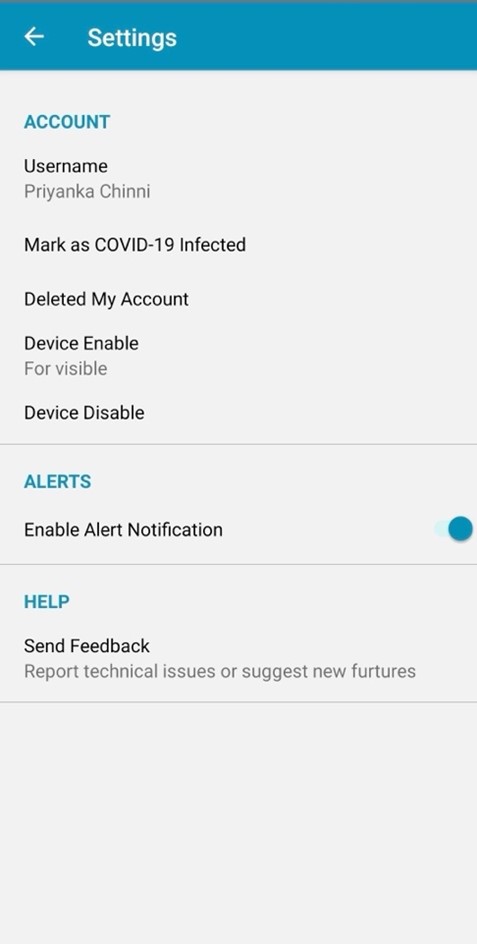 Settings
ACCOUNT
Username
Priyanka Chinni
Mark as COVID-19 Infected
Deleted My Account
Device Enable
For visible
Device Disable
ALERTS
Enable Alert Notification
HELP
Send Feedback
Report technical issues or suggest new furtures